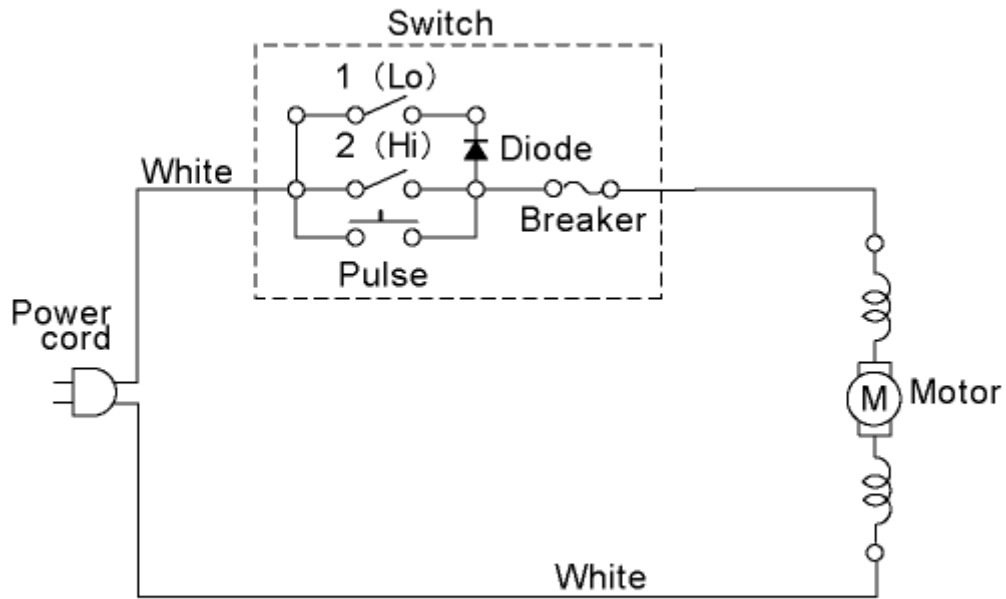 Switch
1 (Lo)
2 (Hi)
Diode
White
Breaker
Pulse
Power
cord
M
Motor
White